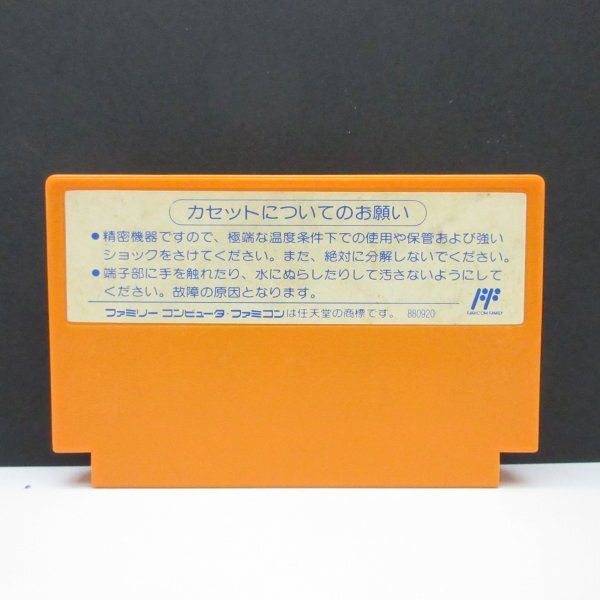 カセットについてのお願い
●精密機器ですので、極端な温度条件下での使用や保管および強い
ショックをさけてください。また、絶対に分解しないでください。
●端子部に手を触れたり、水にぬらしたりして汚さないようにして
ください。故障の原因となります。
ファミリー コンピュータ・ファミコンは任天堂の商標です。 880920
FF
NAMCOM FAMILY